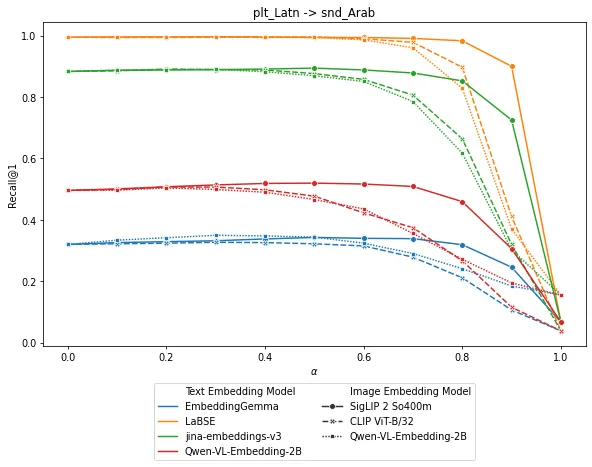 plt_Latn -> snd_Arab
Recall@1
1.0
0.8
0.6
0.4
0.2
0.0
0.0 0.2 0.4 0.6 0.8 1.0
α
Text Embedding Model
EmbeddingGemma
LaBSE
jina-embeddings-v3
Qwen-VL-Embedding-2B
Image Embedding Model
SigLIP 2 So400m
CLIP ViT-B/32
Qwen-VL-Embedding-2B